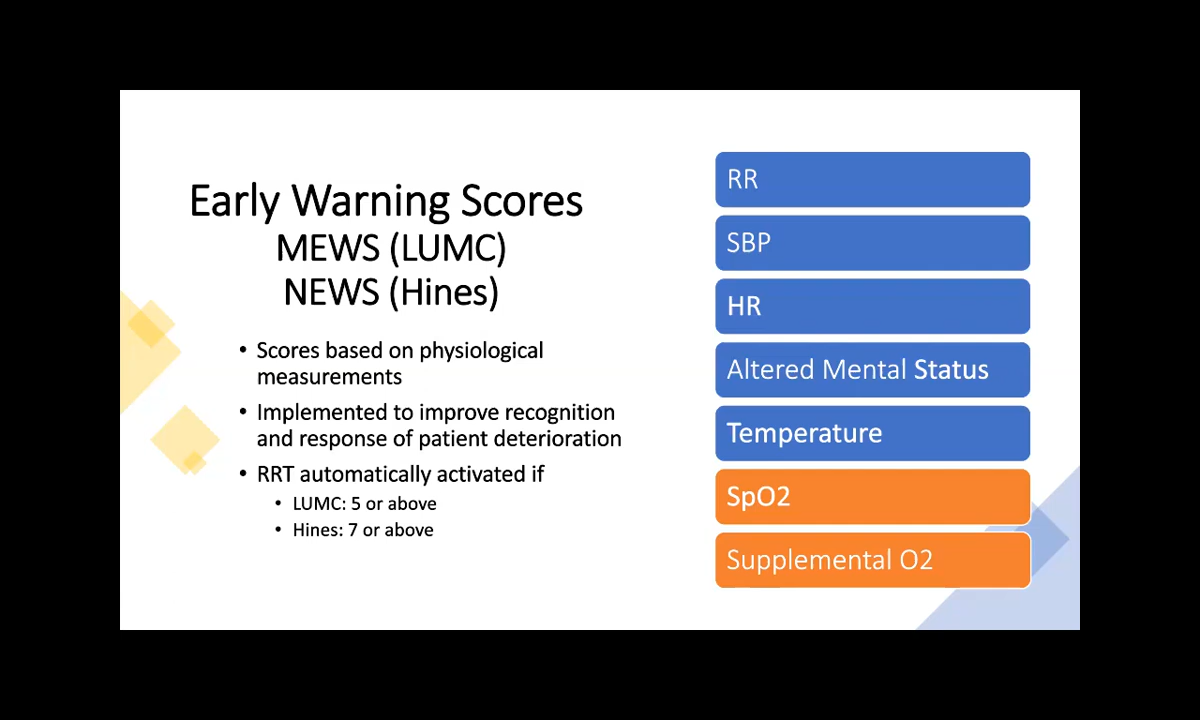 Early Warning Scores
MEWS (LUMC)
NEWS (Hines)
• Scores based on physiological
measurements
• Implemented to improve recognition
and response of patient deterioration
• RRT automatically activated if
• LUMC: 5 or above
• Hines: 7 or above
RR
SBP
HR
Altered Mental Status
Temperature
SpO2
Supplemental O2